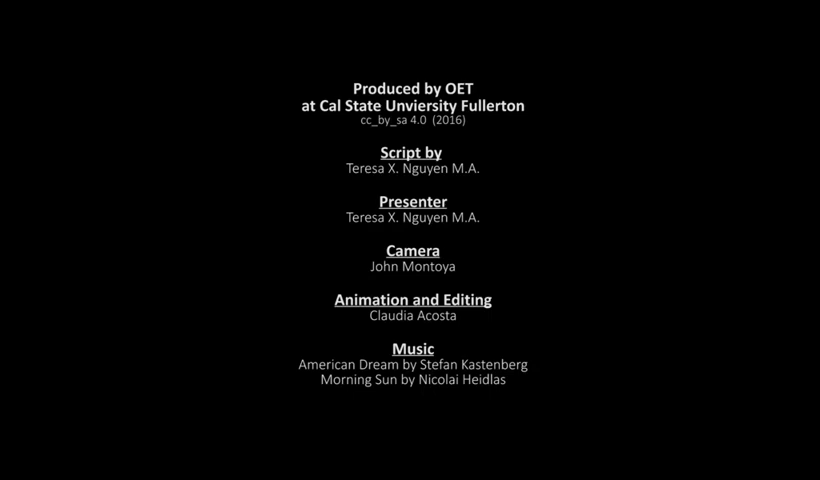 Produced by OET
at Cal State Unviersity Fullerton
cc_by_sa 4.0 (2016)
Script by
Teresa X. Nguyen M.A.
Presenter
Teresa X. Nguyen M.A.
Camera
John Montoya
Animation and Editing
Claudia Acosta
Music
American Dream by Stefan Kastenberg
Morning Sun by Nicolai Heidlas